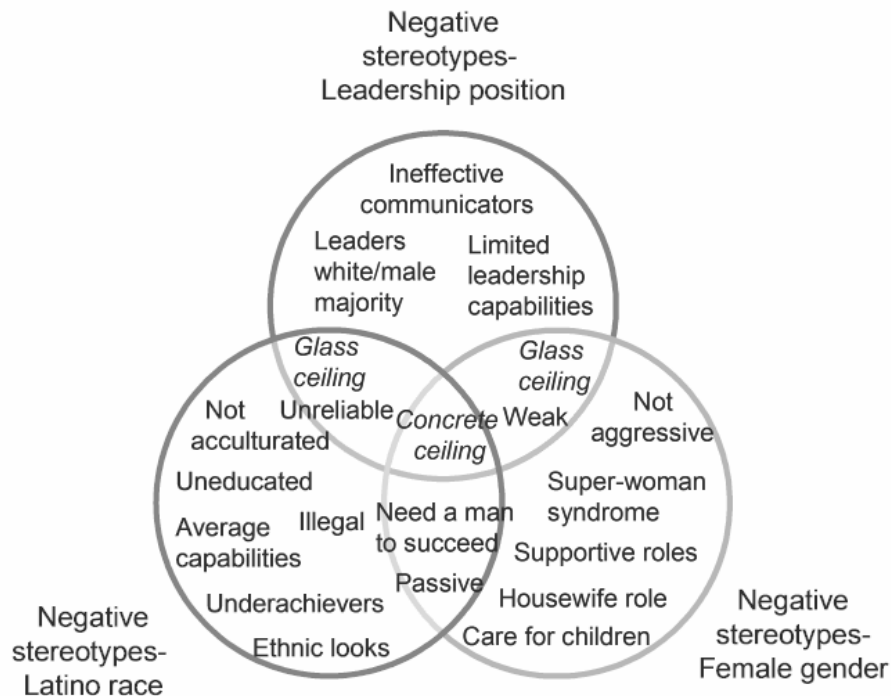 Negative
stereotypes-
Leadership position
Ineffective
communicators
Leaders
white/male
majority
Limited
leadership
capabilities
Glass
ceiling
Glass
ceiling
Not
acculturated
Unreliable
Concrete
ceiling
Weak
Not
aggressive
Uneducated
Super-woman
syndrome
Average
capabilities
Illegal
Need a man
to succeed
Supportive roles
Passive
Underachievers
Housewife role
Ethnic looks
Care for children
Negative
stereotypes-
Latino race
Negative
stereotypes-
Female gender